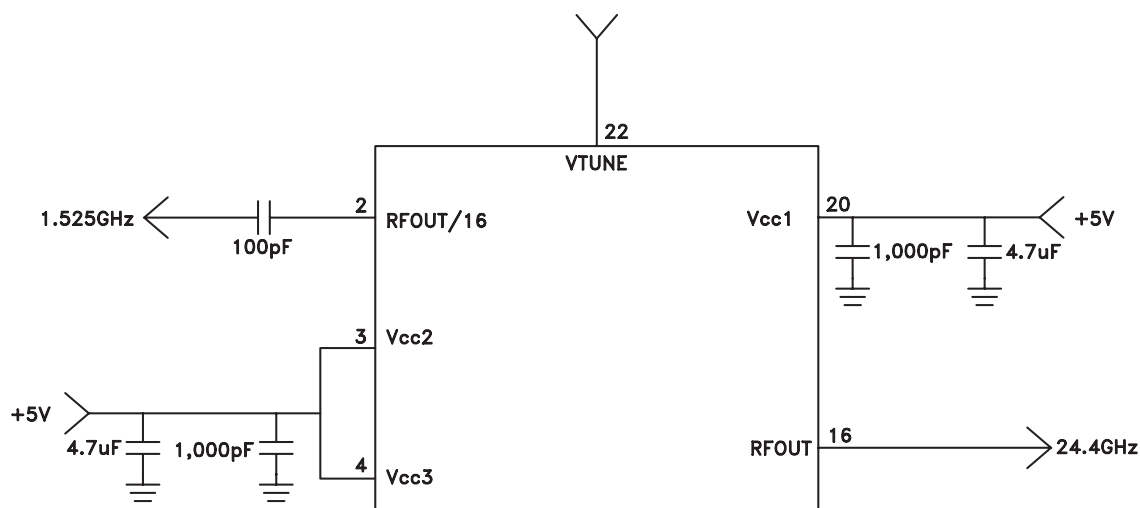 22
VTUNE
1.525GHz
100pF
2
RFOUT/16
Vcc1
20
+5V
1,000pF
4.7uF
3
Vcc2
+5V
4.7uF
1,000pF
4
Vcc3
RFOUT
16
24.4GHz